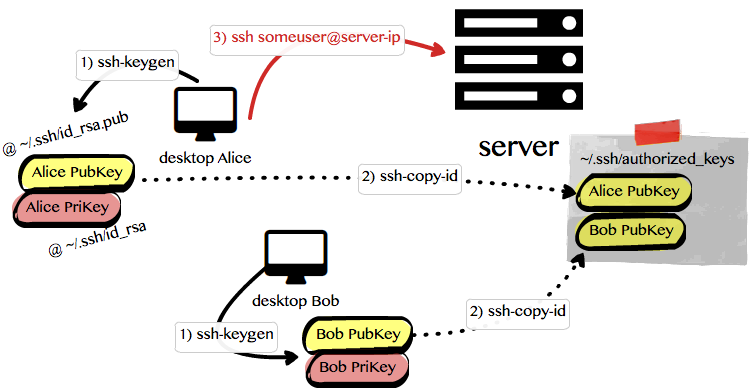 3) ssh someuser@server-ip
1) ssh-keygen
@ ~/.ssh/id_rsa.pub
desktop Alice
server
~/.ssh/authorized_keys
Alice PubKey
2) ssh-copy-id
Alice PubKey
Alice PriKey
Bob PubKey
@ ~/.ssh/id_rsa
desktop Bob
2) ssh-copy-id
1) ssh-keygen
Bob PubKey
Bob PriKey